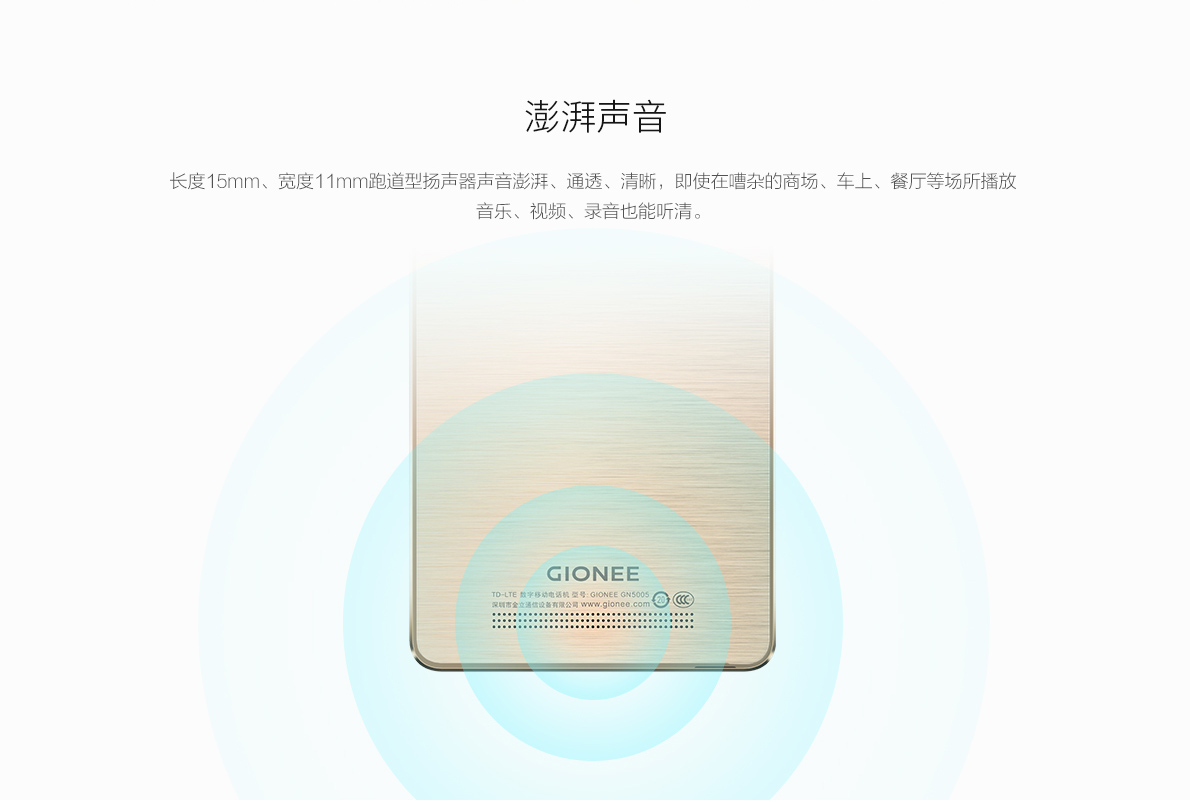 澎湃声音
长度15mm、宽度11mm跑道型扬声器声音澎湃、通透、清晰，即使在嘈杂的商场、车上、餐厅等场所播放
音乐、视频、录音也能听清。
GIONEE
TD-LTE 数字移动电话机 型号: GIONEE GN5005
深圳市金立通信设备有限公司 www.gionee.com
20
CCC